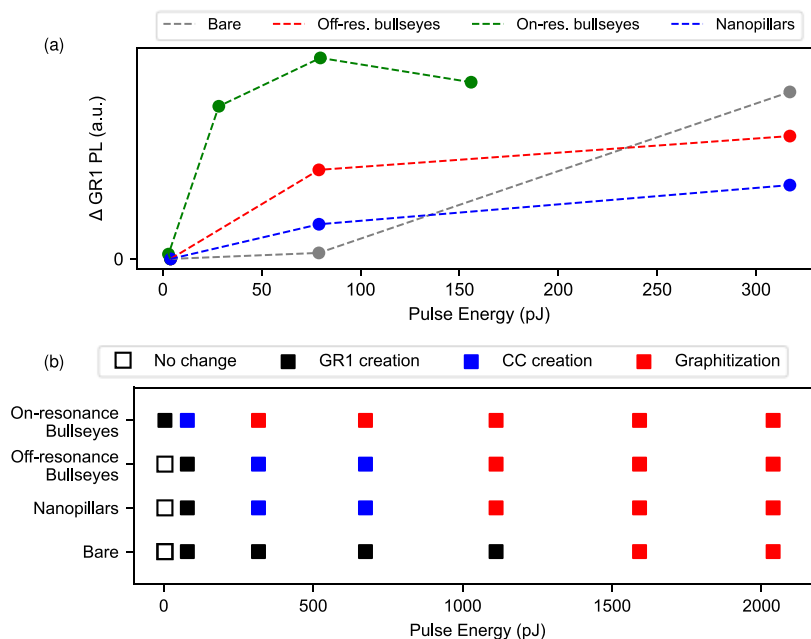 Bare Off-res. bullseyes On-res. bullseyes Nanopillars
(a)
Δ GR1 PL (a.u.)
0
0 50 100 150 200 250 300
Pulse Energy (pJ)
(b)
No change GR1 creation CC creation Graphitization
On-resonance
Bullseyes
Off-resonance
Bullseyes
Nanopillars
Bare
0 500 1000 1500 2000
Pulse Energy (pJ)